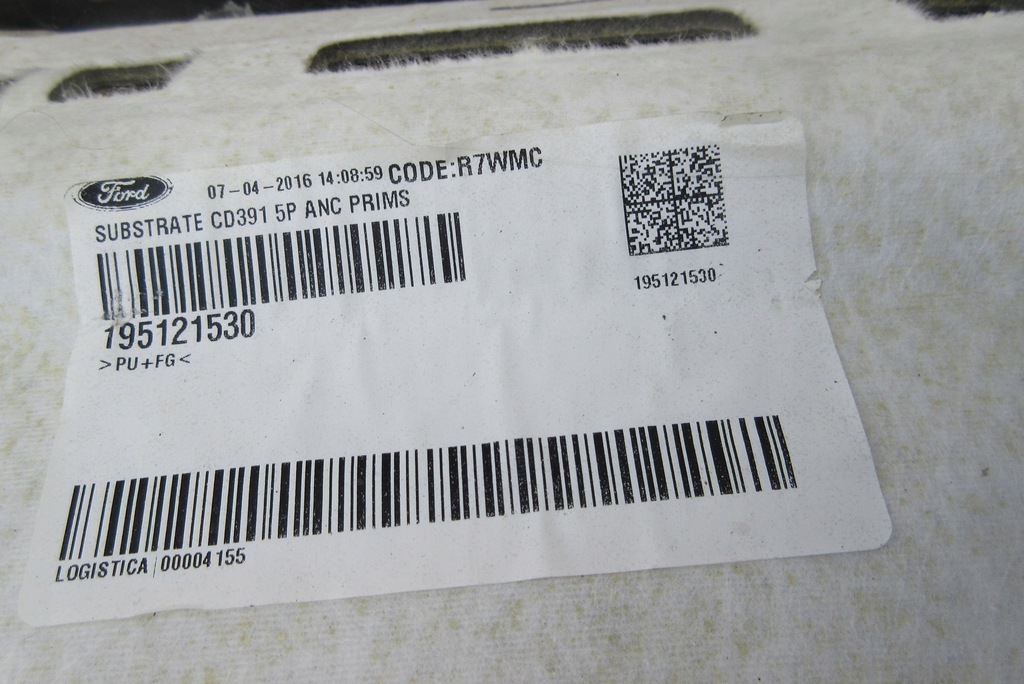 Ford 07-04-2016 14:08:59 CODE:R7WMC
SUBSTRATE CD391 5P ANC PRIMS
195121530
195121530
>PU+FG<
LOGISTICA 00004155